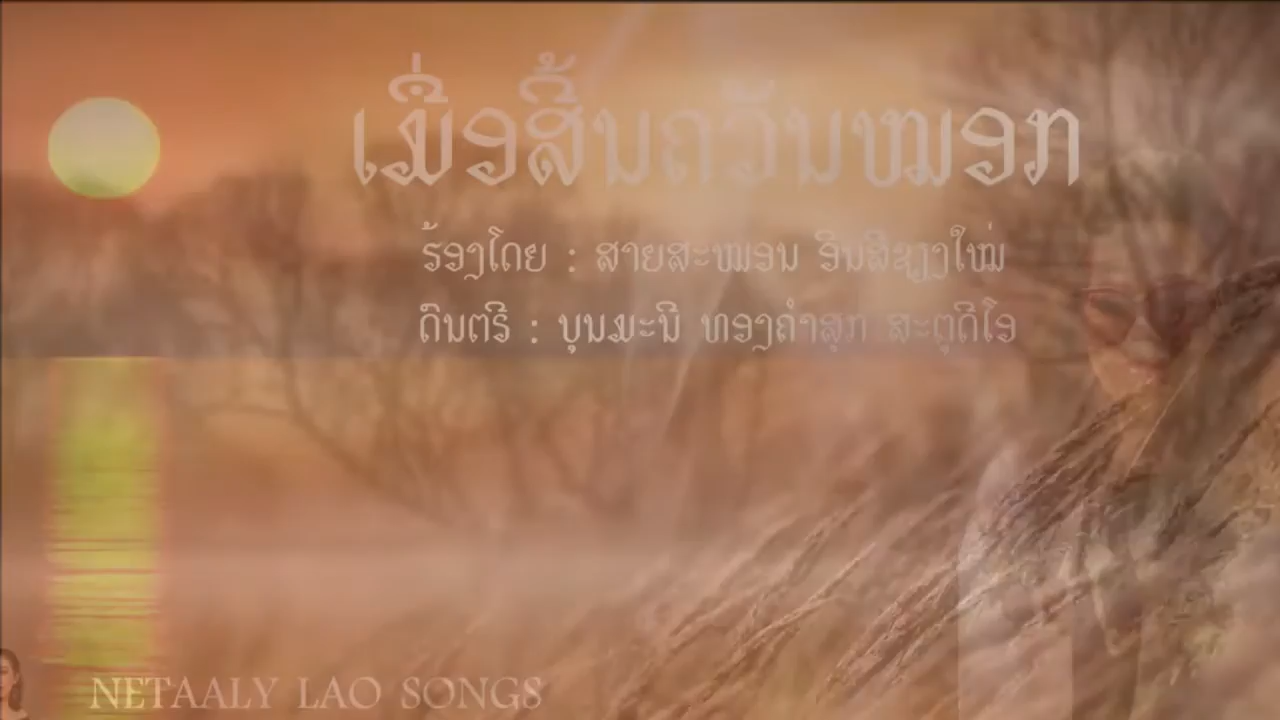 ເມື່ອສິ້ນຄວັນໝອກ
ຮ້ອງໂດຍ : ສາຍສະໝອນ ອິນສີຊຽງໃໝ່
ດົນຕຣີ : ບຸນມະນີ ທອງຄຳສຸກ ສະຕູດິໂອ
NETAALY LAO SONGS